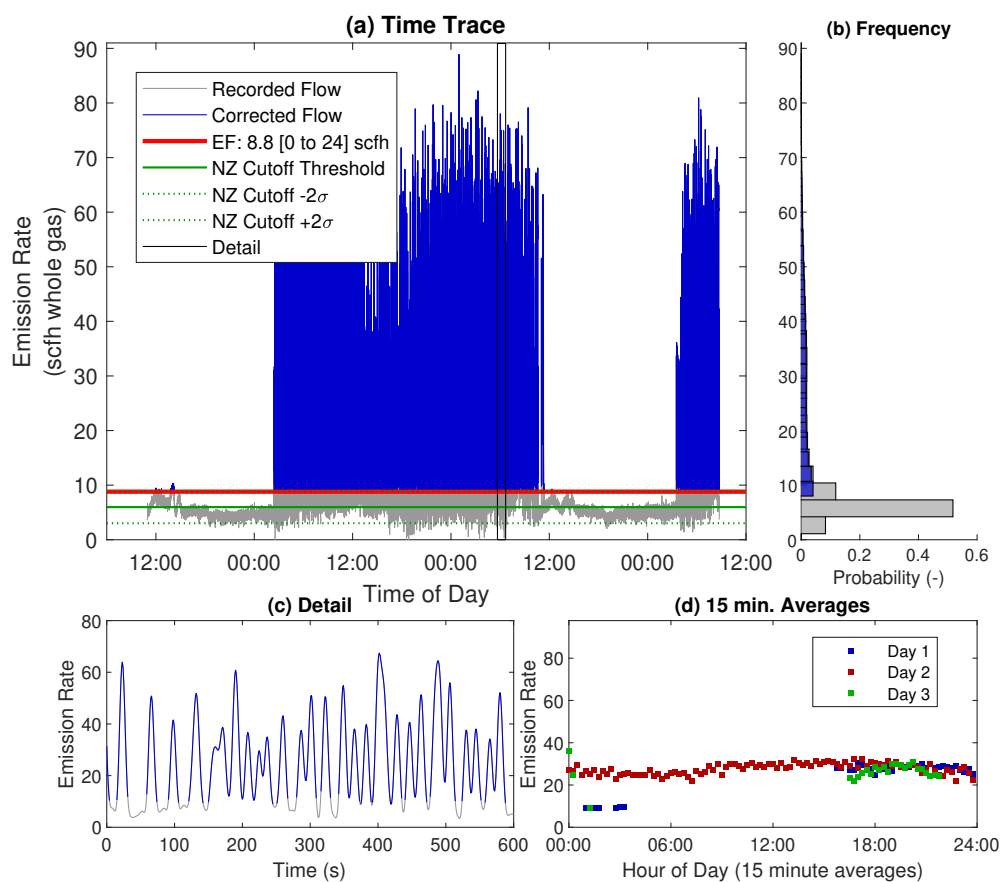 (a) Time Trace
Emission Rate
(scfh whole gas)
90
80
70
60
50
40
30
20
10
0
Recorded Flow
Corrected Flow
EF: 8.8 [0 to 24] scfh
NZ Cutoff Threshold
NZ Cutoff -2σ
NZ Cutoff +2σ
Detail
12:00 00:00 12:00 00:00 12:00 00:00 12:00
Time of Day
(b) Frequency
90
80
70
60
50
40
30
20
10
0
0 0.2 0.4 0.6
Probability (-)
(c) Detail
Emission Rate
80
60
40
20
0
0 100 200 300 400 500 600
Time (s)
(d) 15 min. Averages
Emission Rate
80
60
40
20
0
Day 1
Day 2
Day 3
00:00 06:00 12:00 18:00 24:00
Hour of Day (15 minute averages)